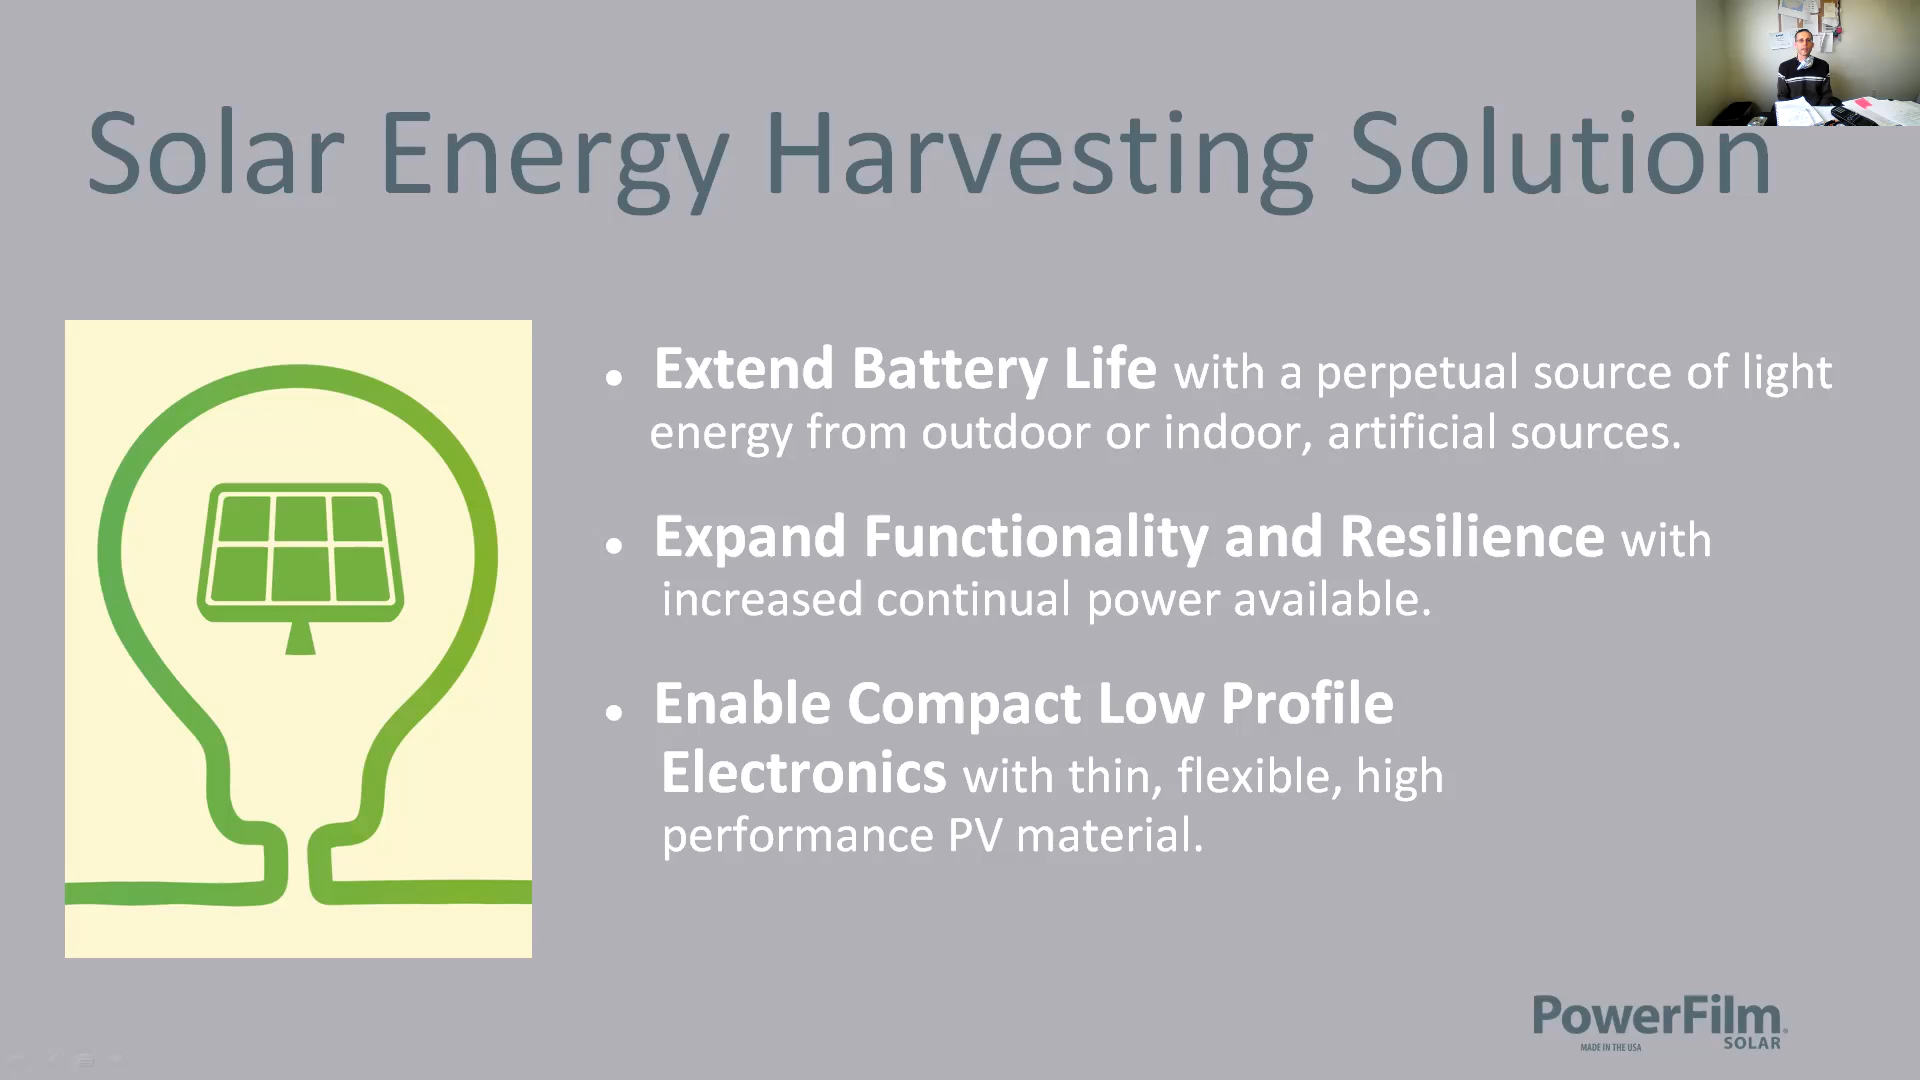 Solar Energy Harvesting Solution
• Extend Battery Life with a perpetual source of light
energy from outdoor or indoor, artificial sources.
• Expand Functionality and Resilience with
increased continual power available.
• Enable Compact Low Profile
Electronics with thin, flexible, high
performance PV material.
PowerFilm
MADE IN THE USA SOLAR